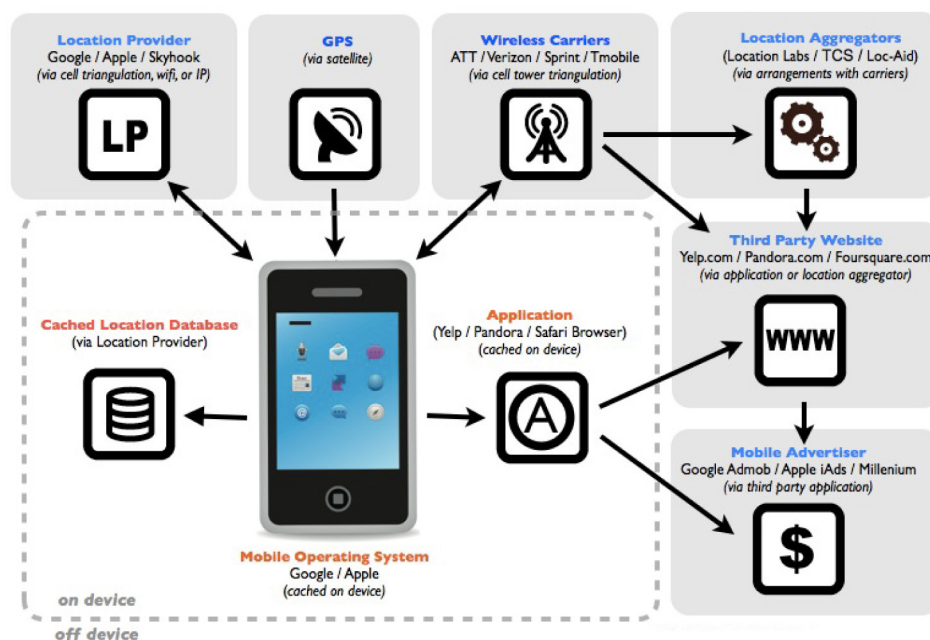 Location Provider
Google / Apple / Skyhook
(via cell triangulation, wifi, or IP)
LP
GPS
(via satellite)
Wireless Carriers
ATT / Verizon / Sprint / Tmobile
(via cell tower triangulation)
Location Aggregators
(Location Labs / TCS / Loc-Aid)
(via arrangements with carriers)
Third Party Website
Yelp.com / Pandora.com / Foursquare.com
(via application or location aggregator)
WWW
Cached Location Database
(via Location Provider)
Application
(Yelp / Pandora / Safari Browser)
(cached on device)
A
Mobile Advertiser
Google Admob / Apple iAds / Millenium
(via third party application)
$
Mobile Operating System
Google / Apple
(cached on device)
on device
off device